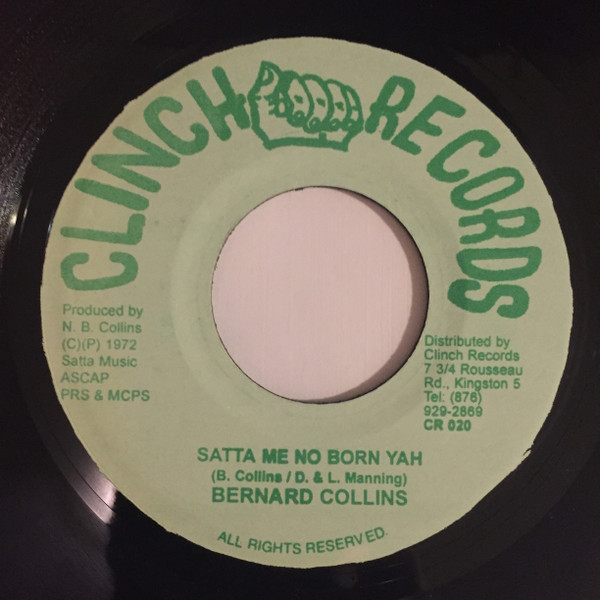 CLINCH RECORDS
Produced by
N. B. Collins
(C)(P) 1972
Satta Music
ASCAP
PRS & MCPS
Distributed by
Clinch Records
7 3/4 Rousseau
Rd., Kingston 5
Tel: (876)
929-2869
CR 020
SATTA ME NO BORN YAH
(B. Collins / D. & L. Manning)
BERNARD COLLINS
ALL RIGHTS RESERVED.